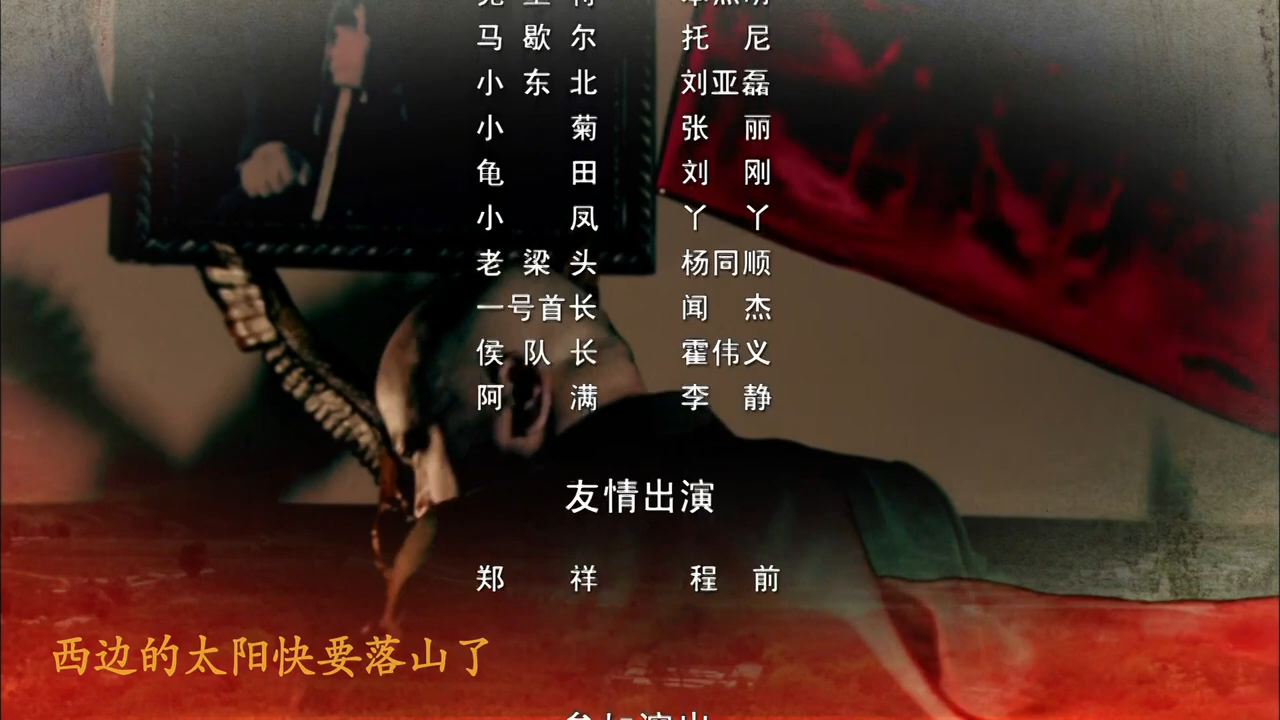 马歇尔 托尼
小东北 刘亚磊
小菊 张丽
龟田 刘刚
小凤 丫丫
老梁头 杨同顺
一号首长 闻杰
侯队长 霍伟义
阿满 李静
友情出演
郑祥 程前
西边的太阳快要落山了